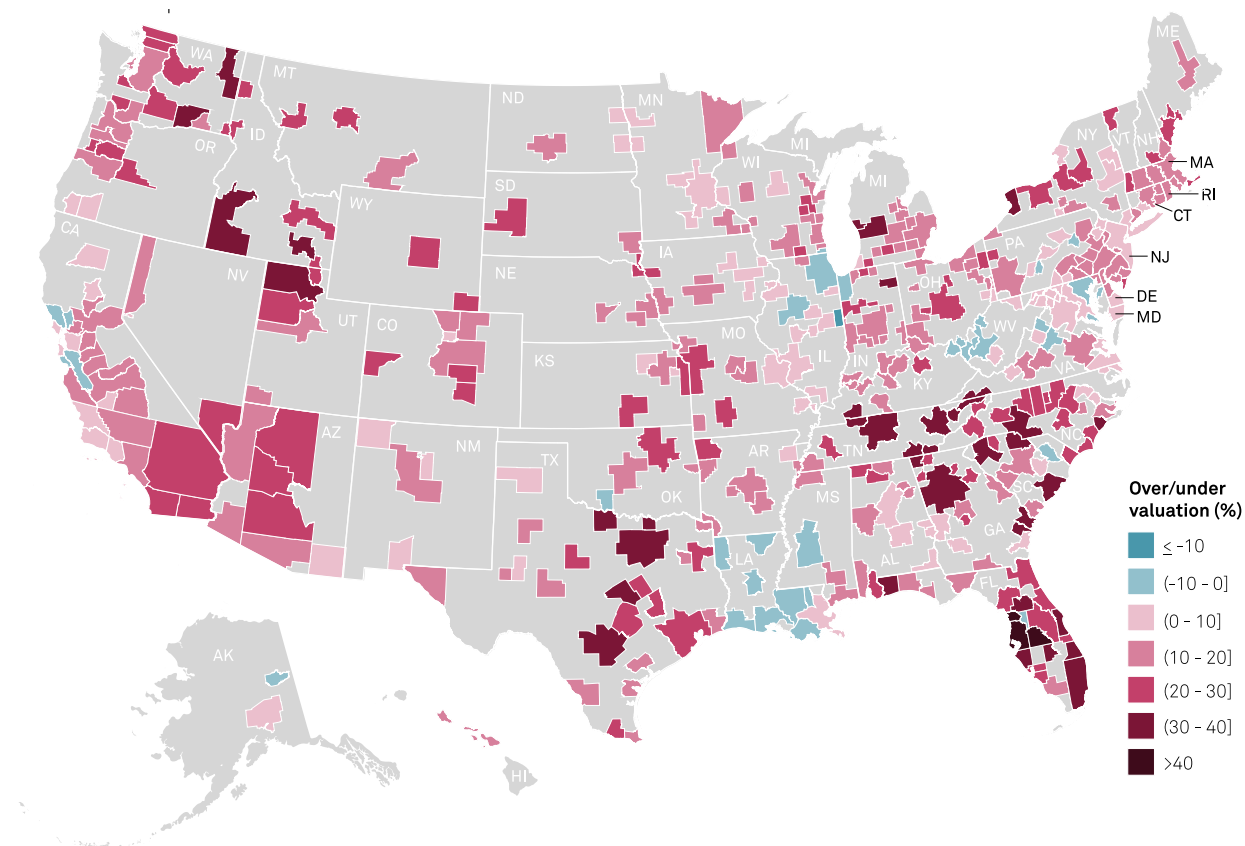 ME
WA
MT
ND
MN
VT
NH
NY
ID
OR
WI
MI
MA
MI
RI
SD
WY
CT
CA
PA
IA
NJ
NV
NE
OH
DE
UT
CO
MD
WV
MO
IL
IN
KS
VA
KY
AZ
NM
NC
TX
AR
TN
OK
MS
SC
GA
LA
AL
FL
AK
HI
Over/under
valuation (%)
≤ -10
(-10 - 0]
(0 - 10]
(10 - 20]
(20 - 30]
(30 - 40]
>40